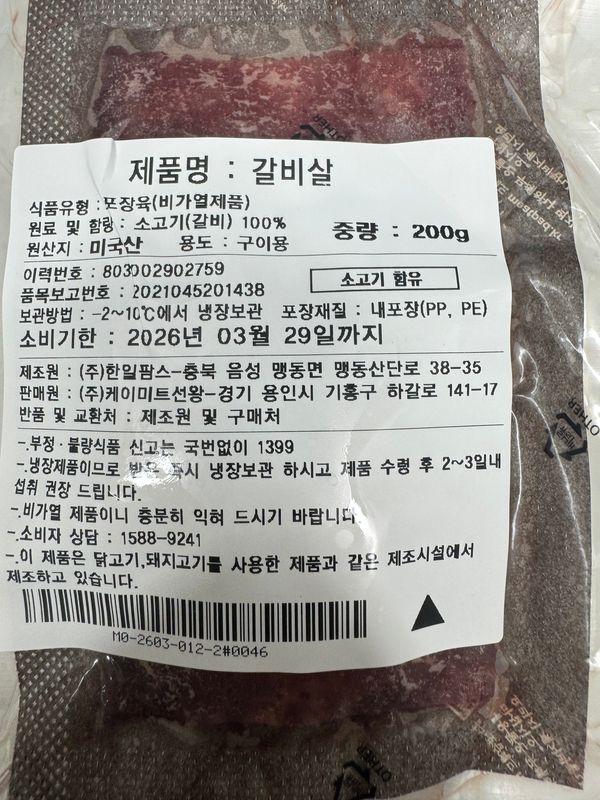 제품명 : 갈비살
식품유형 : 포장육(비가열제품)
원료 및 함량 : 소고기(갈비) 100%
중량 : 200g
원산지 : 미국산 용도 : 구이용
이력번호 : 803002902759
소고기 함유
품목보고번호 : 2021045201438
보관방법 : -2~10℃에서 냉장보관 포장재질 : 내포장(PP, PE)
소비기한 : 2026년 03월 29일까지
제조원 : (주)한일팜스-충북 음성 맹동면 맹동산단로 38-35
판매원 : (주)케이미트선왕-경기 용인시 기흥구 하갈로 141-17
반품 및 교환처 : 제조원 및 구매처
-.부정·불량식품 신고는 국번없이 1399
-.냉장제품이므로 받은 즉시 냉장보관 하시고 제품 수령 후 2~3일내
섭취 권장 드립니다.
-.비가열 제품이니 충분히 익혀 드시기 바랍니다.
-.소비자 상담 : 1588-9241
-.이 제품은 닭고기,돼지고기를 사용한 제품과 같은 제조시설에서
제조하고 있습니다.
M0-2603-012-2#0046
OTHER
OTHER
OTHER